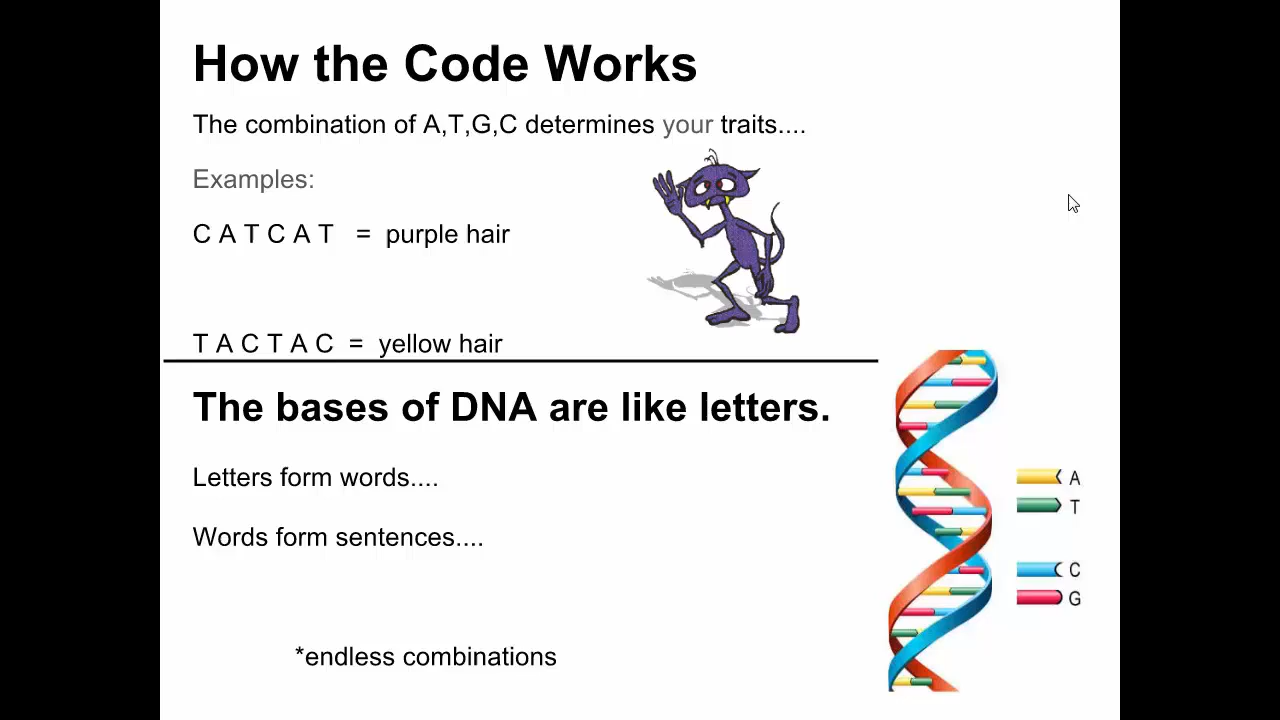 How the Code Works
The combination of A,T,G,C determines your traits....
Examples:
C A T C A T = purple hair
T A C T A C = yellow hair
The bases of DNA are like letters.
Letters form words....
Words form sentences....
A
T
C
G
*endless combinations